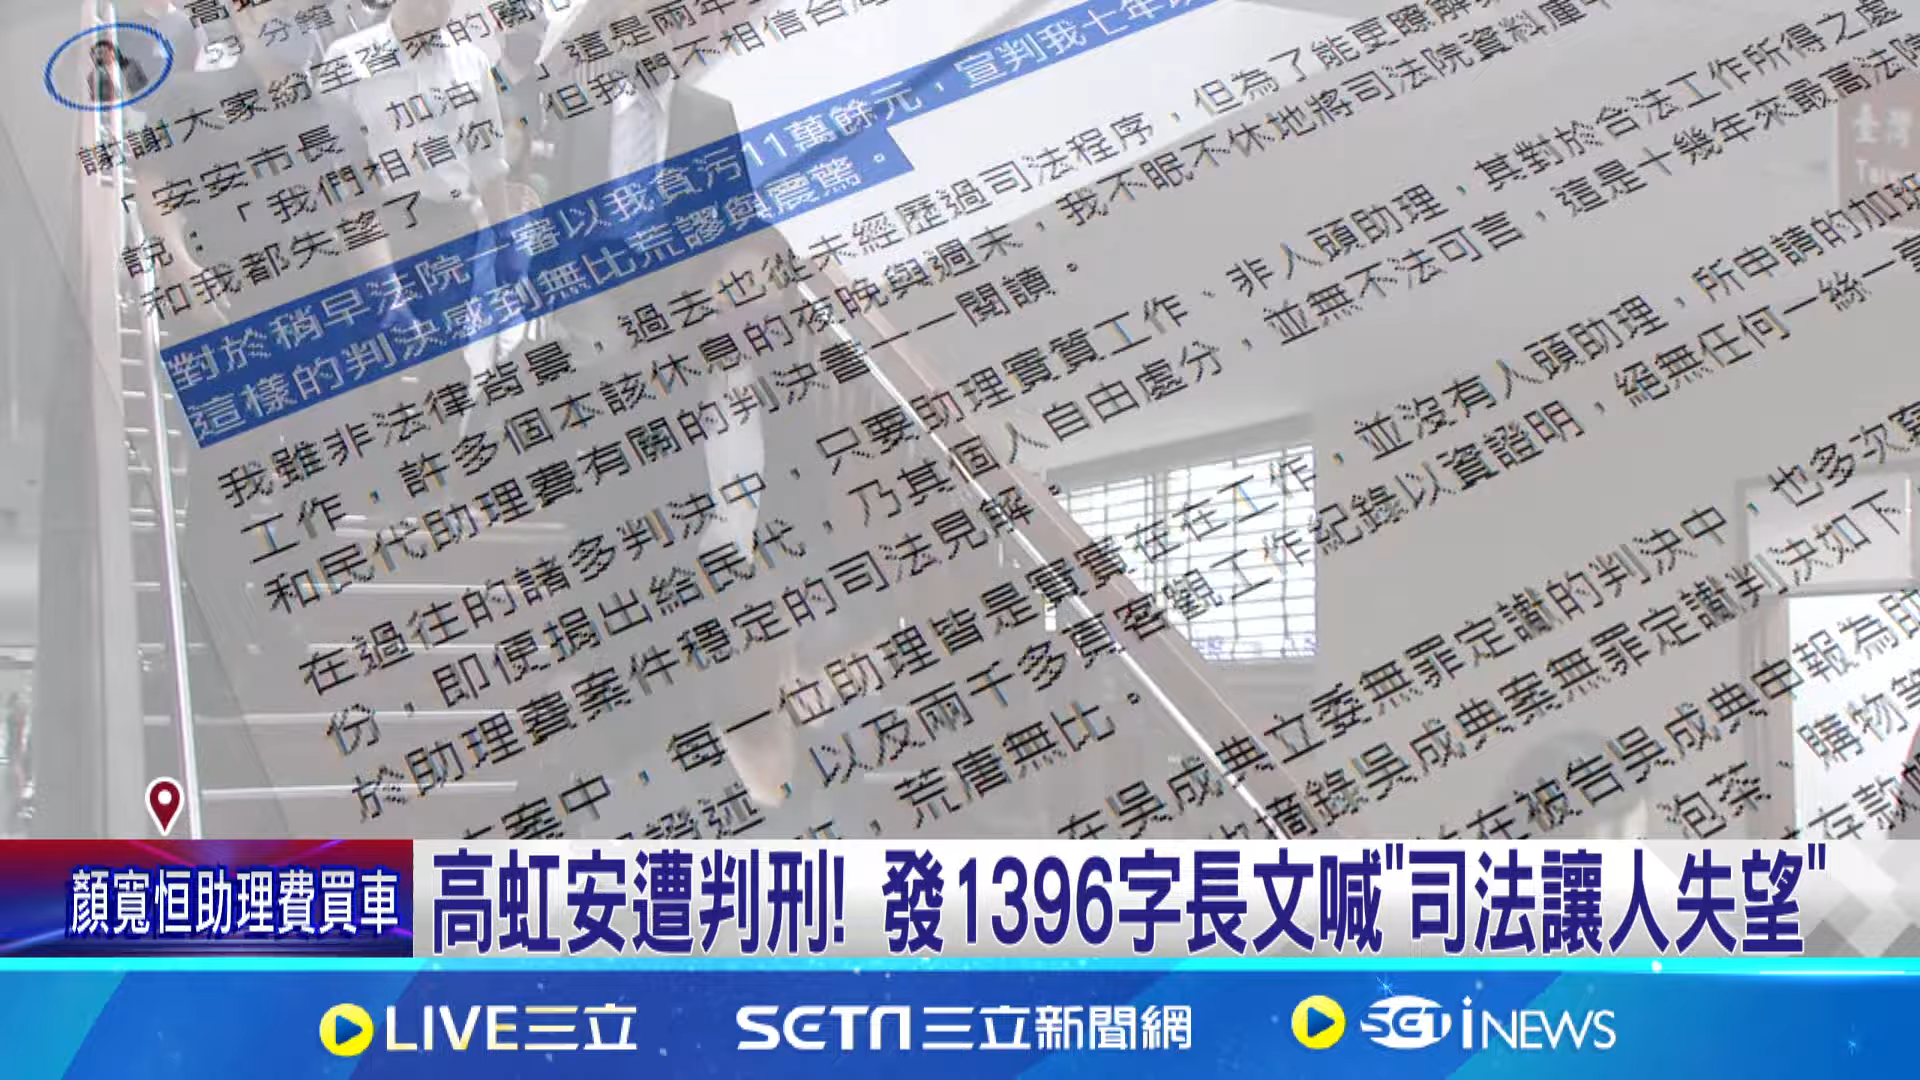 53 分鐘
謝謝大家紛至沓來的關
「安安市長，加油！」這是兩年
說：「我們相信你，但我們不相信台
和我都失望了。
對於稍早法院一審以我貪污11萬餘元，宣判我七年
這樣的判決感到無比荒謬與震驚。
我雖非法律背景，過去也從未經歷過司法程序，但為了能更瞭解
工作，許多個本該休息的夜晚與週末，我不眠不休地將司法院資料庫中
和民代助理費有關的判決書一一閱讀。
在過往的諸多判決中，只要助理實質工作、非人頭助理，其對於合法工作所得之處
份，即便捐出給民代，乃其個人自由處分，並無不法可言，這是十幾年來最高法院
於助理費案件穩定的司法見解。
案中，每一位助理皆是實實在在工作，並沒有人頭助理，所申請的加班
證述，以及兩千多頁客觀工作紀錄以資證明，絕無任何一絲一毫
，荒唐無比。
在吳成典立委無罪定讞的判決中，也多次
摘錄吳成典案無罪定讞判決如下
在被告吳成典申報為助
泡茶、購物
存款
臺灣
顏寬恒助理費買車
高虹安遭判刑! 發1396字長文喊"司法讓人失望"
LIVE三立
SETN三立新聞網
SET iNEWS